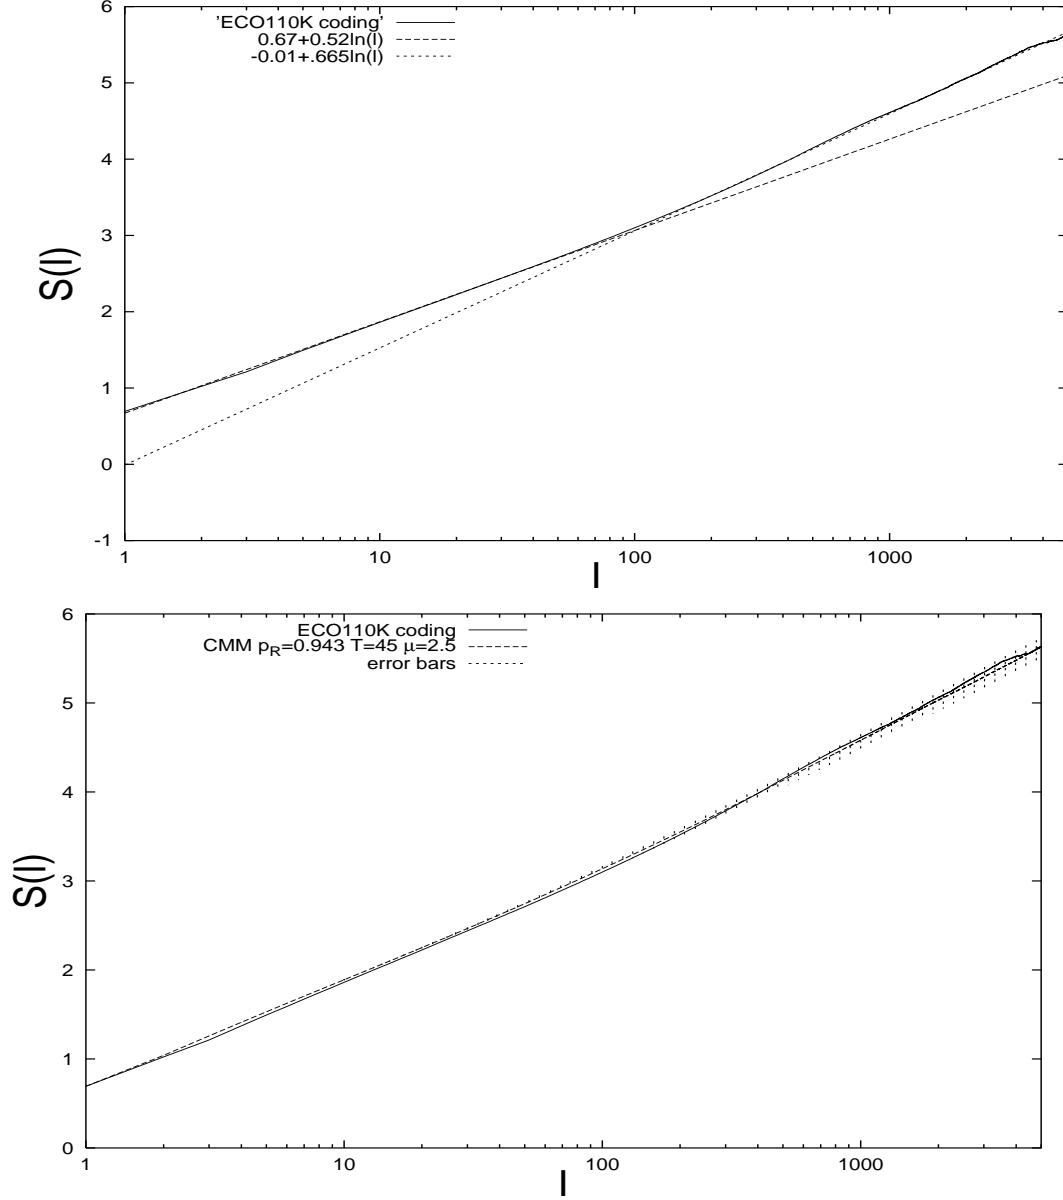 6
5
4
3
2
1
0
-1
S(l)
'ECO110K coding'
0.67+0.52ln(l)
-0.01+.665ln(l)
1 10 100 1000
l
6
5
4
3
2
1
0
S(l)
ECO110K coding
CMM pR=0.943 T=45 μ=2.5
error bars
1 10 100 1000
l